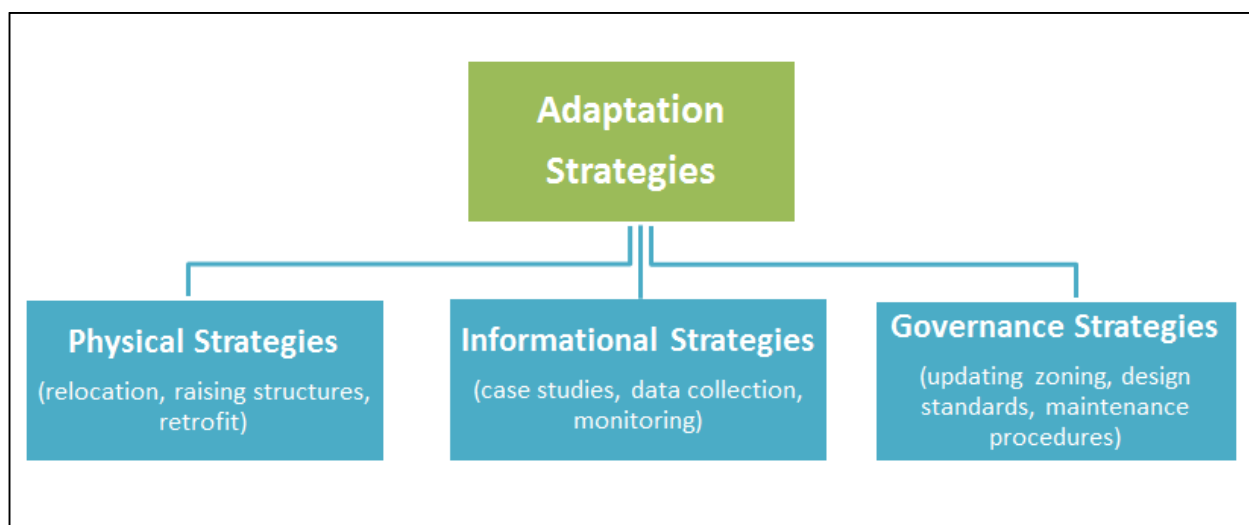 Adaptation
Strategies
Physical Strategies
(relocation, raising structures,
retrofit)
Informational Strategies
(case studies, data collection,
monitoring)
Governance Strategies
(updating zoning, design
standards, maintenance
procedures)